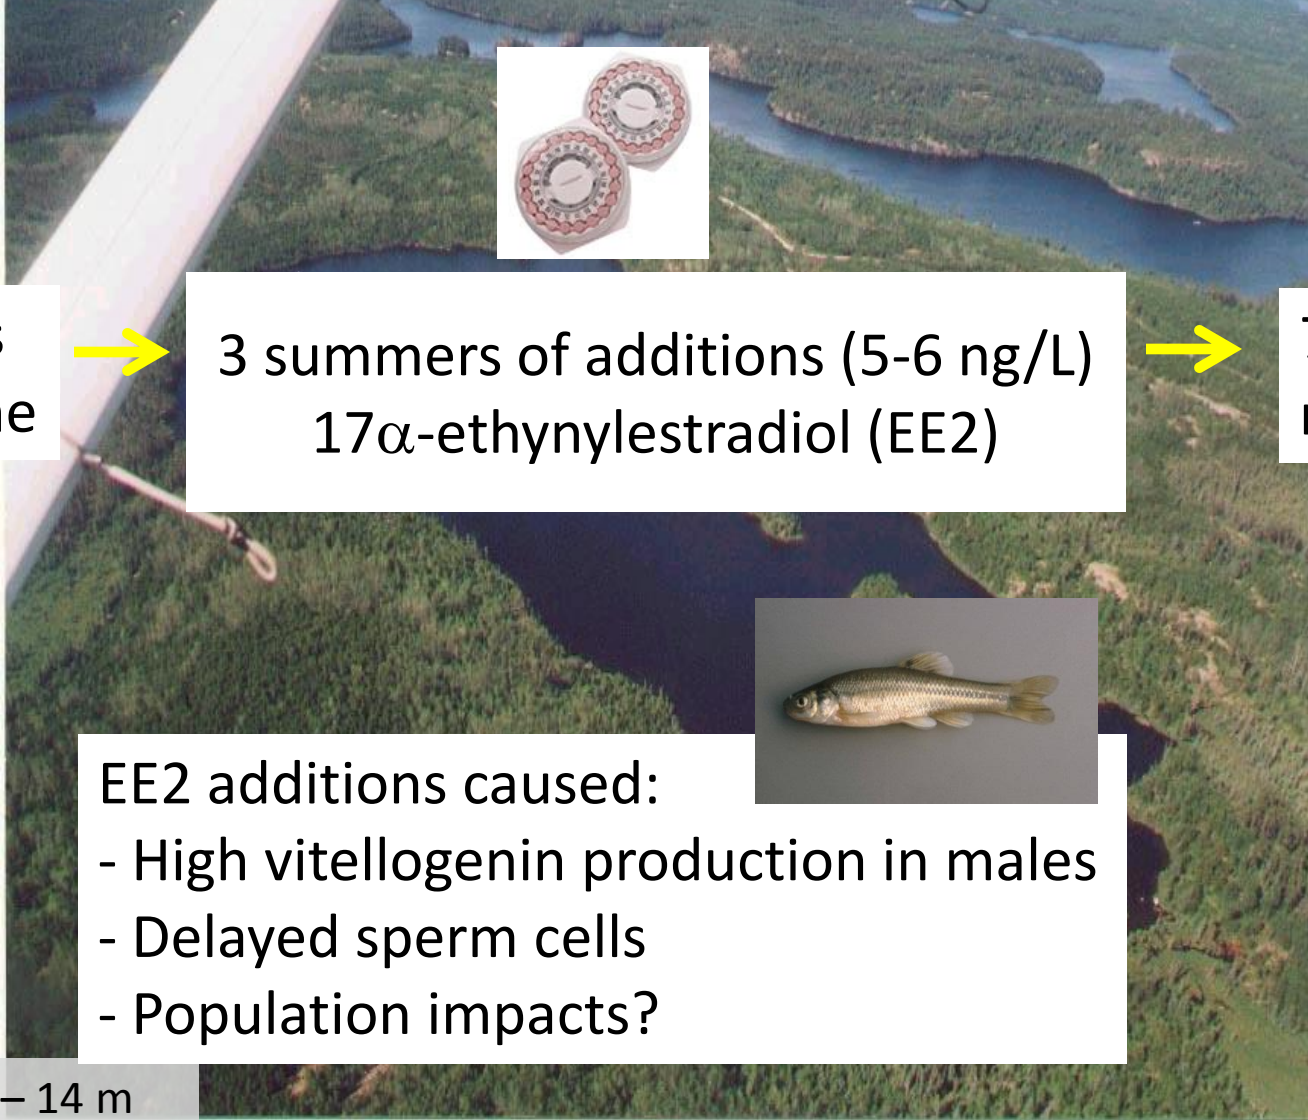 3 summers of additions (5-6 ng/L)
17α-ethynylestradiol (EE2)
EE2 additions caused:
- High vitellogenin production in males
- Delayed sperm cells
- Population impacts?
– 14 m